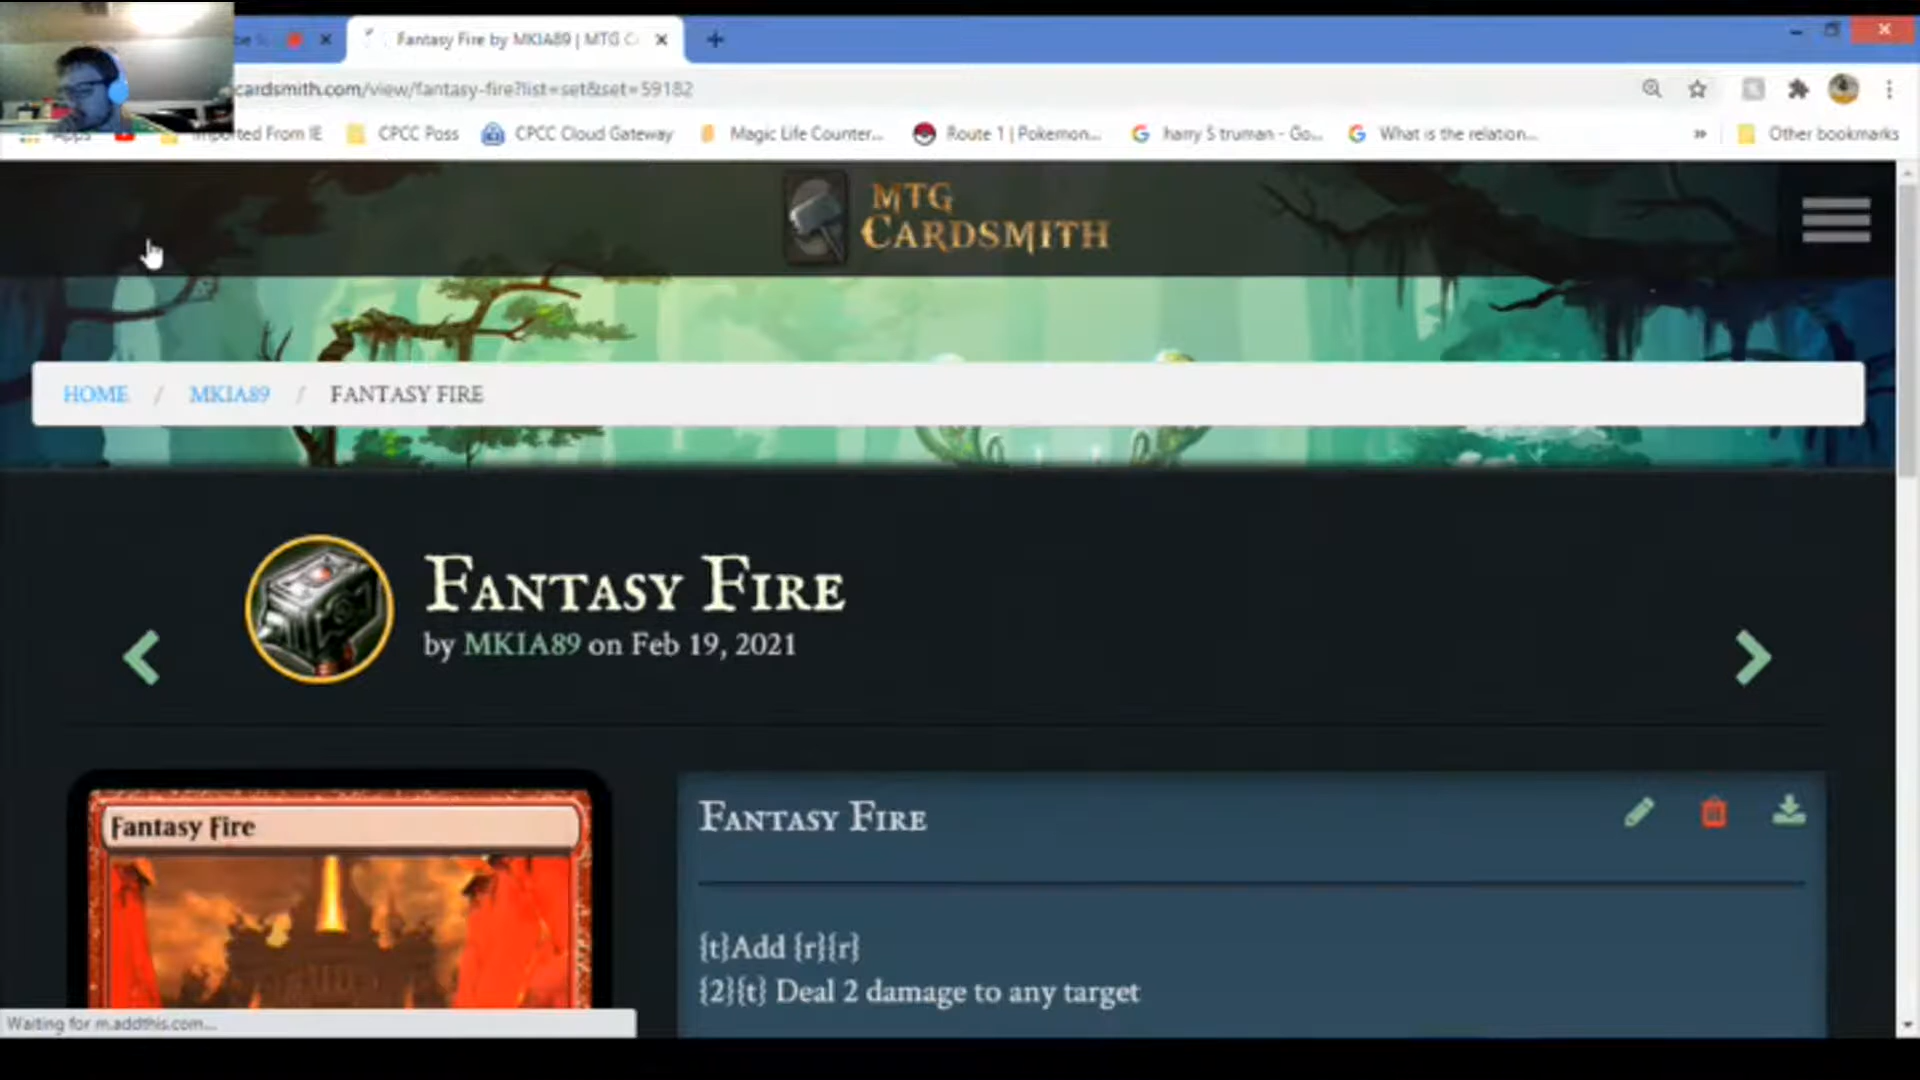 Fantasy Fire by MKIA89 | MTG C
cardsmith.com/view/fantasy-fire?list=set&set=59182
Apps
Imported From IE
CPCC Poss
CPCC Cloud Gateway
Magic Life Counter...
Route 1 | Pokemon...
harry S truman - Go...
What is the relation...
»
Other bookmarks
MTG
CARDSMITH
HOME / MKIA89 / FANTASY FIRE
FANTASY FIRE
by MKIA89 on Feb 19, 2021
Fantasy Fire
FANTASY FIRE
{t}Add {r}{r}
{2}{t} Deal 2 damage to any target
Waiting for m.addthis.com...